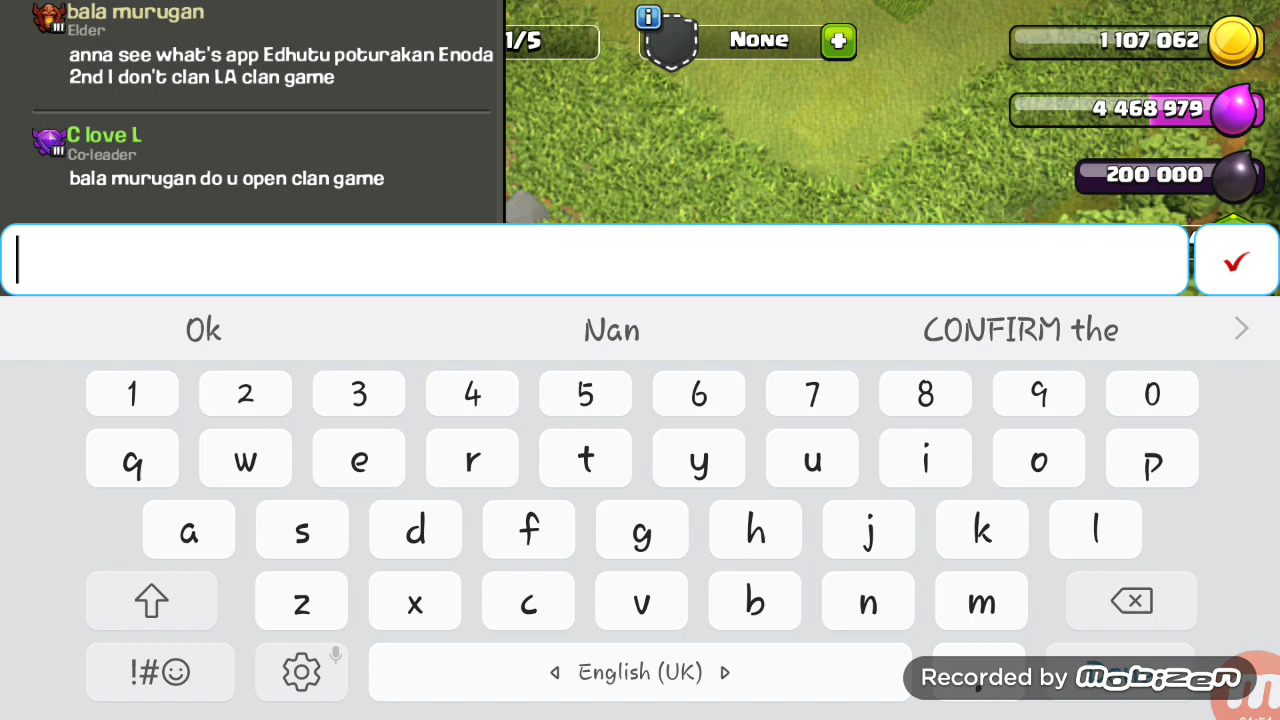 bala murugan
Elder
anna see what's app Edhutu poturakan Enoda
2nd I don't clan LA clan game
C love L
Co-leader
bala murugan do u open clan game
1/5
None
1 107 062
4 468 979
200 000
Ok
Nan
CONFIRM the
1 2 3 4 5 6 7 8 9 0
q w e r t y u i o p
a s d f g h j k l
z x c v b n m
!#
English (UK)
Recorded by mobizen